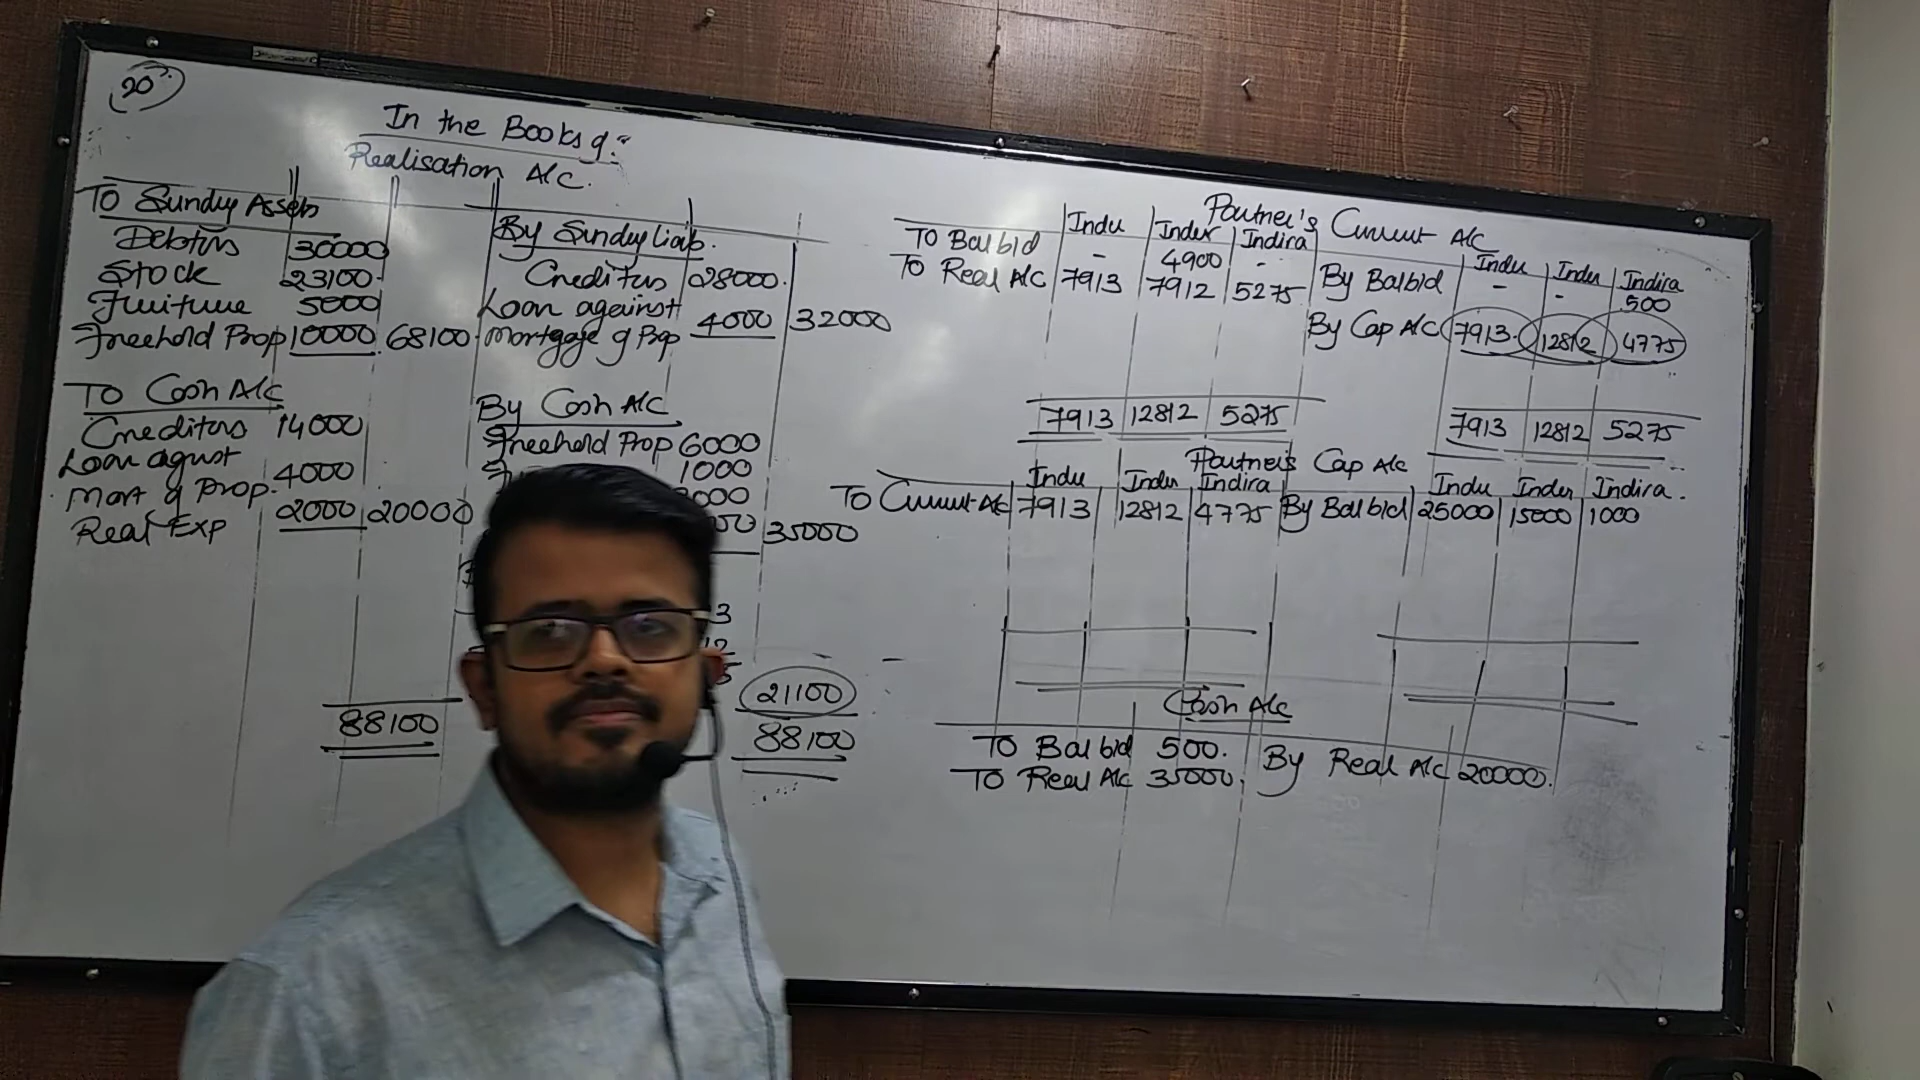 20
In the Books of :-
Realisation A/c.
To Sundry Assets
Debtors 30000
Stock 23100
Furniture 5000
Freehold Prop 10000 68100
To Cash A/c
Creditors 14000
Loan agust
Mort g Prop. 4000
Real Exp 2000 20000
88100
By Sundry Liab.
Creditors 28000
Loan against
Mortgage g Prop 4000 32000
By Cash A/c
Freehold Prop 6000
1000
35000
21100
88100
Partner's Current A/c
Indu Inder Indira Indu Inder Indira
To Bal b/d - 4900 - By Bal b/d - - 500
To Real A/c 7913 7912 5275 By Cap A/c 7913 12812 4775
7913 12812 5275 7913 12812 5275
Partner's Cap A/c
Indu Inder Indira Indu Inder Indira
To Current A/c 7913 12812 4775 By Bal b/d 25000 15000 1000
Cash A/c
To Bal b/d 500. By Real A/c 20000.
To Real A/c 35000.